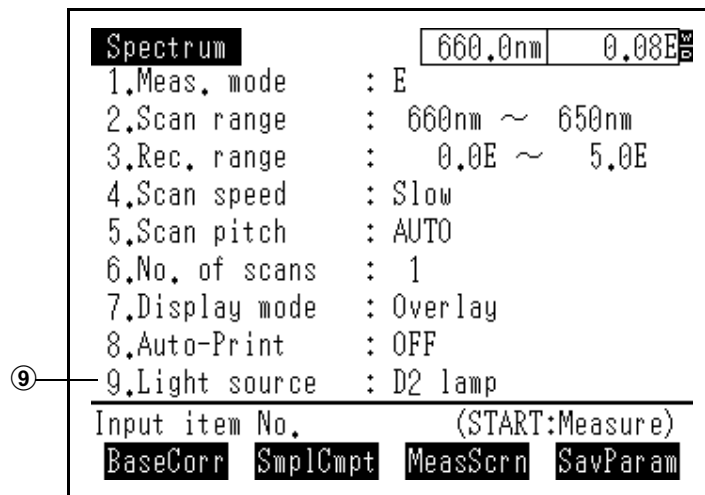 Spectrum 660.0nm 0.08E WD
1.Meas. mode : E
2.Scan range : 660nm ~ 650nm
3.Rec. range : 0.0E ~ 5.0E
4.Scan speed : Slow
5.Scan pitch : AUTO
6.No. of scans : 1
7.Display mode : Overlay
8.Auto-Print : OFF
⑨ 9.Light source : D2 lamp
Input item No. (START:Measure)
BaseCorr SmplCmpt MeasScrn SavParam